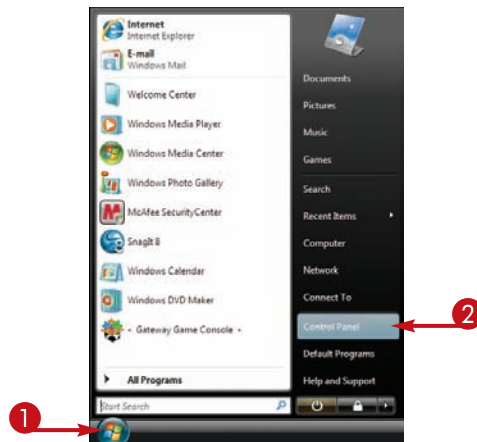 Internet
Internet Explorer
E-mail
Windows Mail
Welcome Center
Windows Media Player
Windows Media Center
Windows Photo Gallery
McAfee SecurityCenter
SnagIt 8
Windows Calendar
Windows DVD Maker
- Gateway Game Console -
All Programs
Start Search
Documents
Pictures
Music
Games
Search
Recent Items
Computer
Network
Connect To
Control Panel
Default Programs
Help and Support
1
2